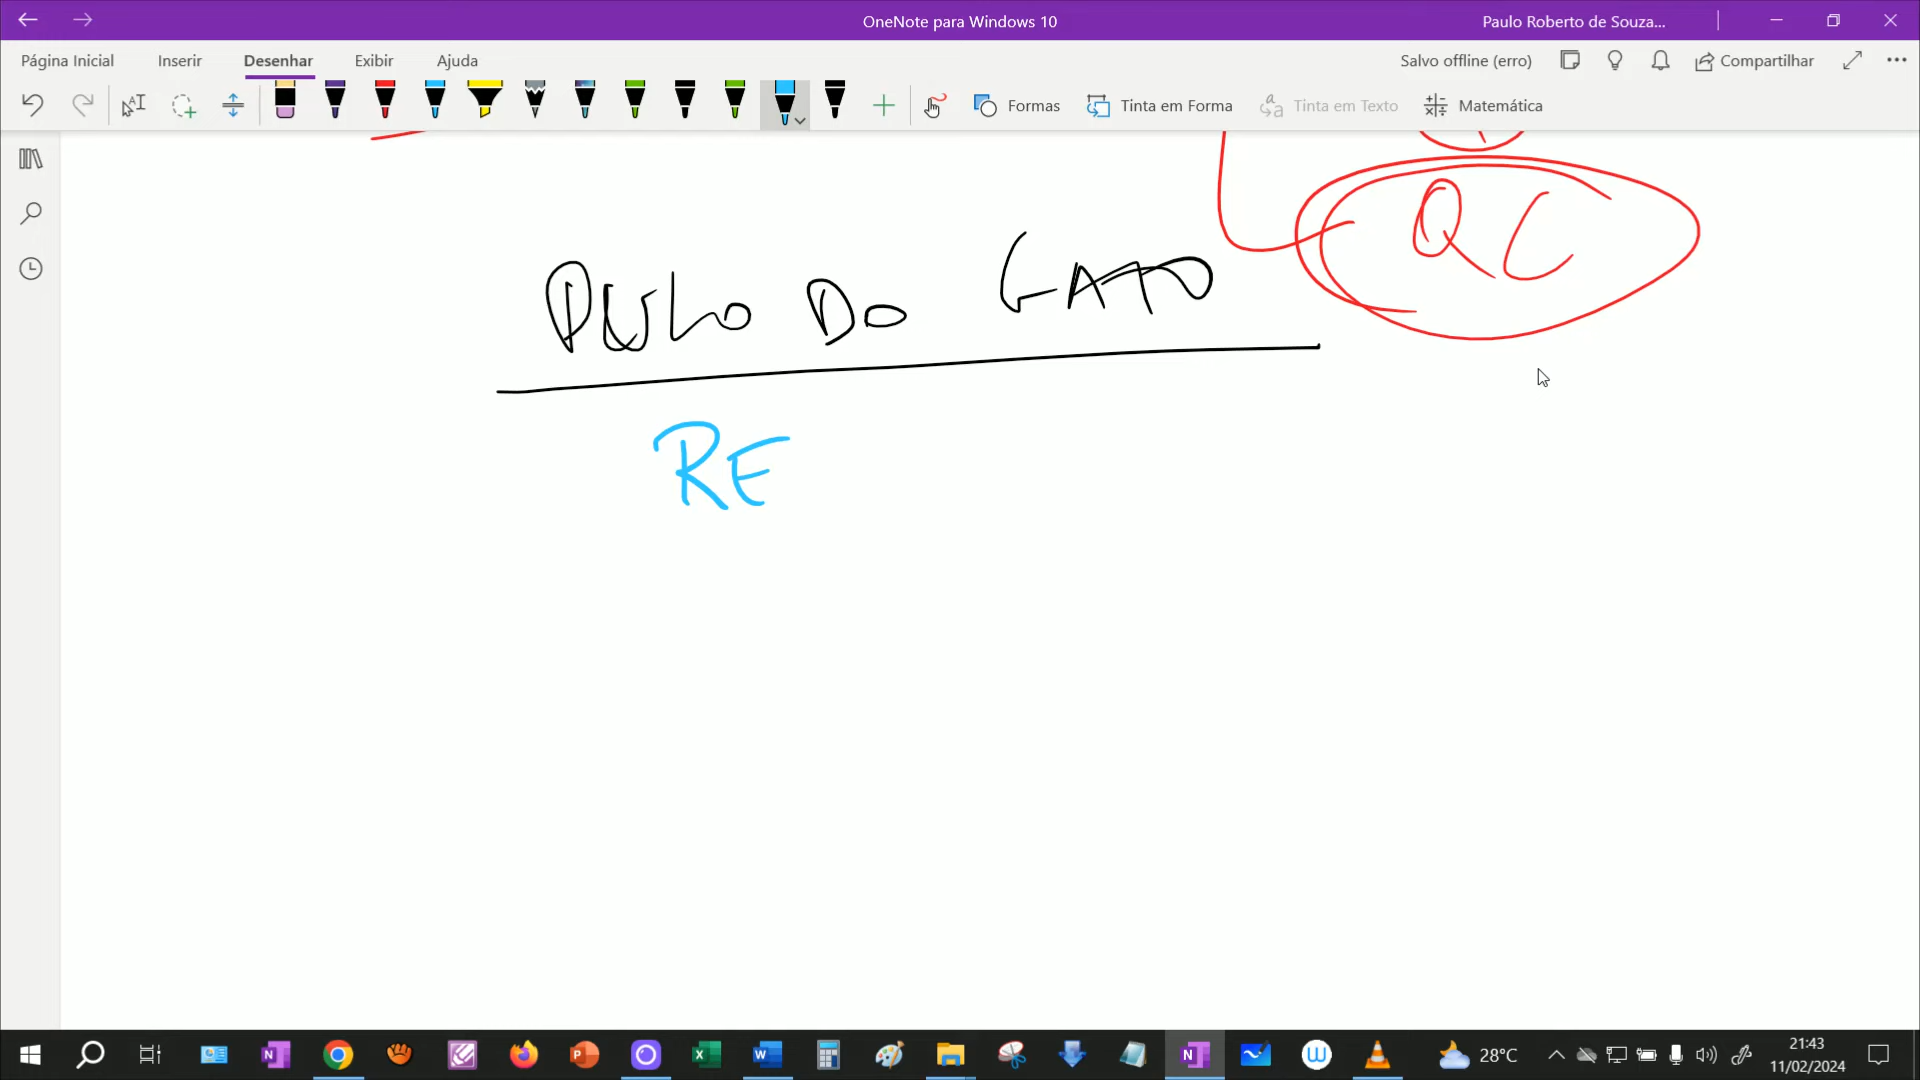 OneNote para Windows 10
Paulo Roberto de Souza...
Página Inicial
Inserir
Desenhar
Exibir
Ajuda
Salvo offline (erro)
Compartilhar
Formas
Tinta em Forma
Tinta em Texto
Matemática
QC
PULO DO GATO
RE
28°C
21:43
11/02/2024